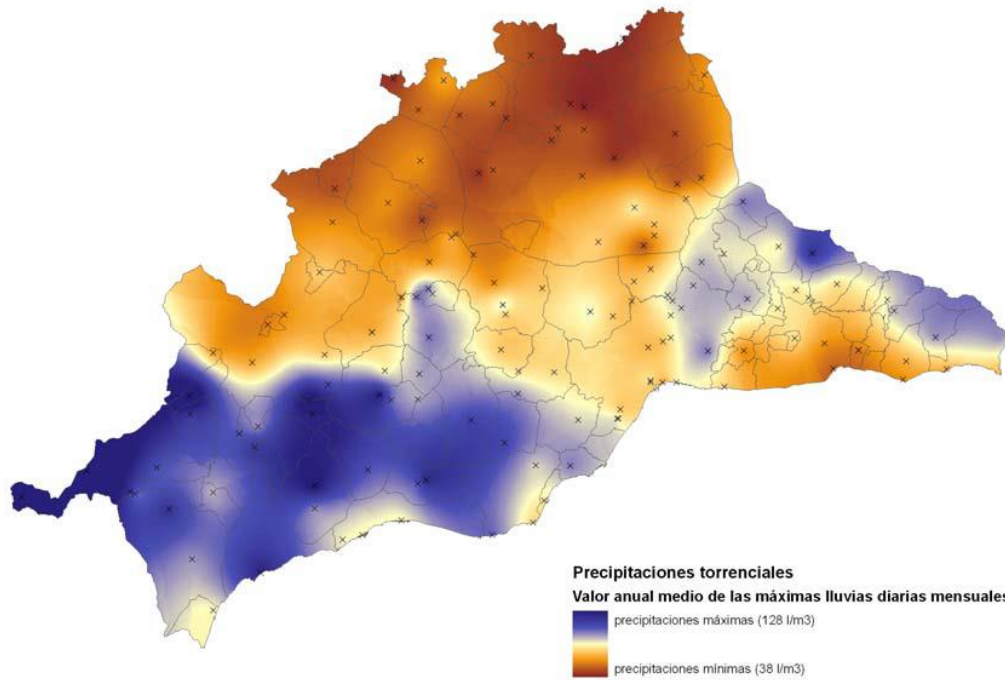 Precipitaciones torrenciales
Valor anual medio de las máximas lluvias diarias mensuales
precipitaciones máximas (128 l/m3)
precipitaciones mínimas (38 l/m3)